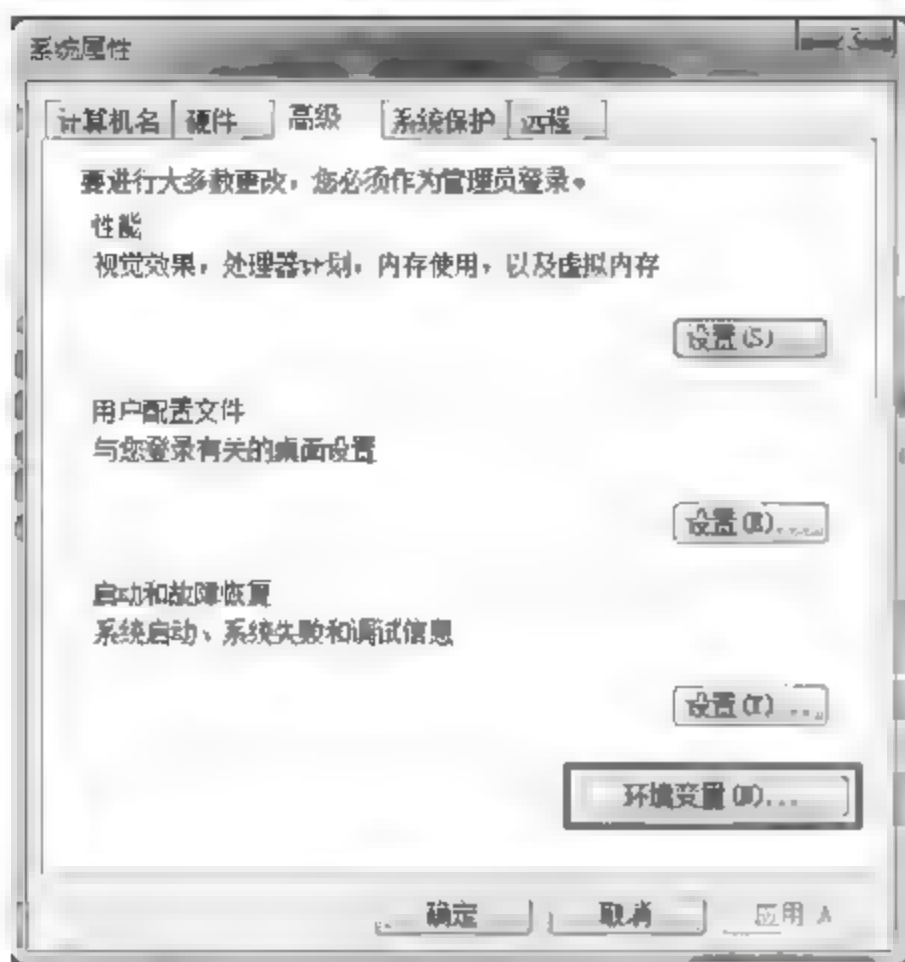 系统属性
计算机名 硬件 高级 系统保护 远程
要进行大多数更改，您必须作为管理员登录。
性能
视觉效果，处理器计划，内存使用，以及虚拟内存
设置(S)
用户配置文件
与您登录有关的桌面设置
设置(E)...
启动和故障恢复
系统启动、系统失败和调试信息
设置(T)...
环境变量(N)...
确定 取消 应用 A